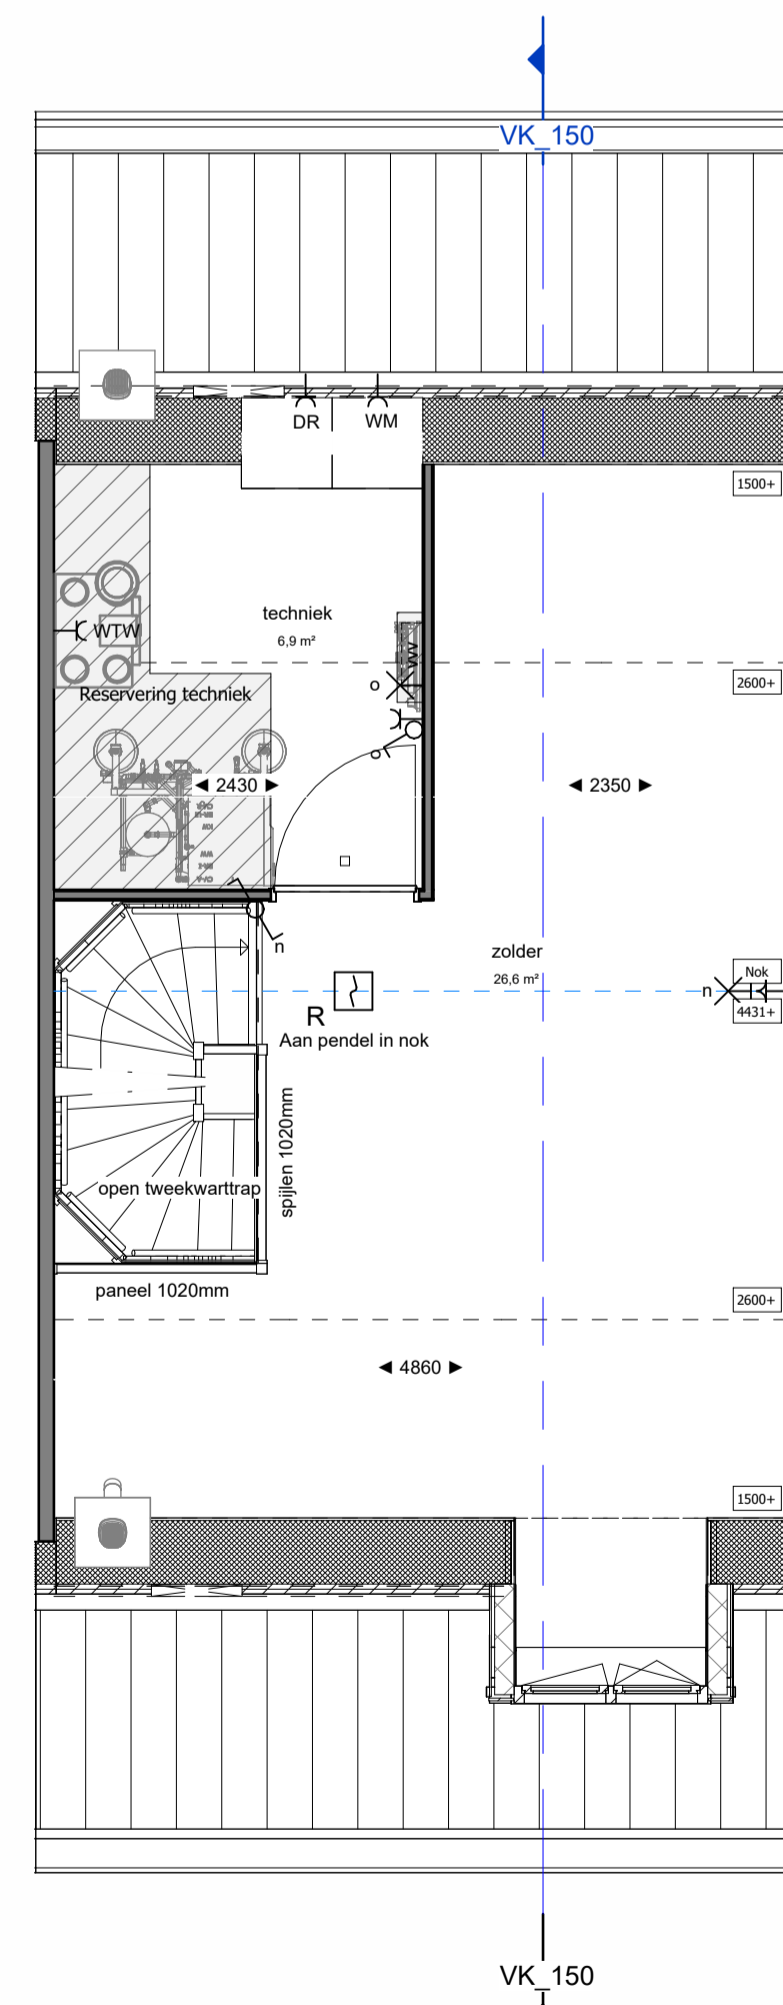 VK_150
DR
WM
1500+
techniek
6,9 m²
WTW
VV
2600+
o
Reservering techniek
o
◄ 2430 ►
◄ 2350 ►
n
zolder
26,6 m²
Nok
n
4431+
R
Aan pendel in nok
spijlen 1020mm
open tweekwarttrap
paneel 1020mm
2600+
◄ 4860 ►
1500+
VK_150